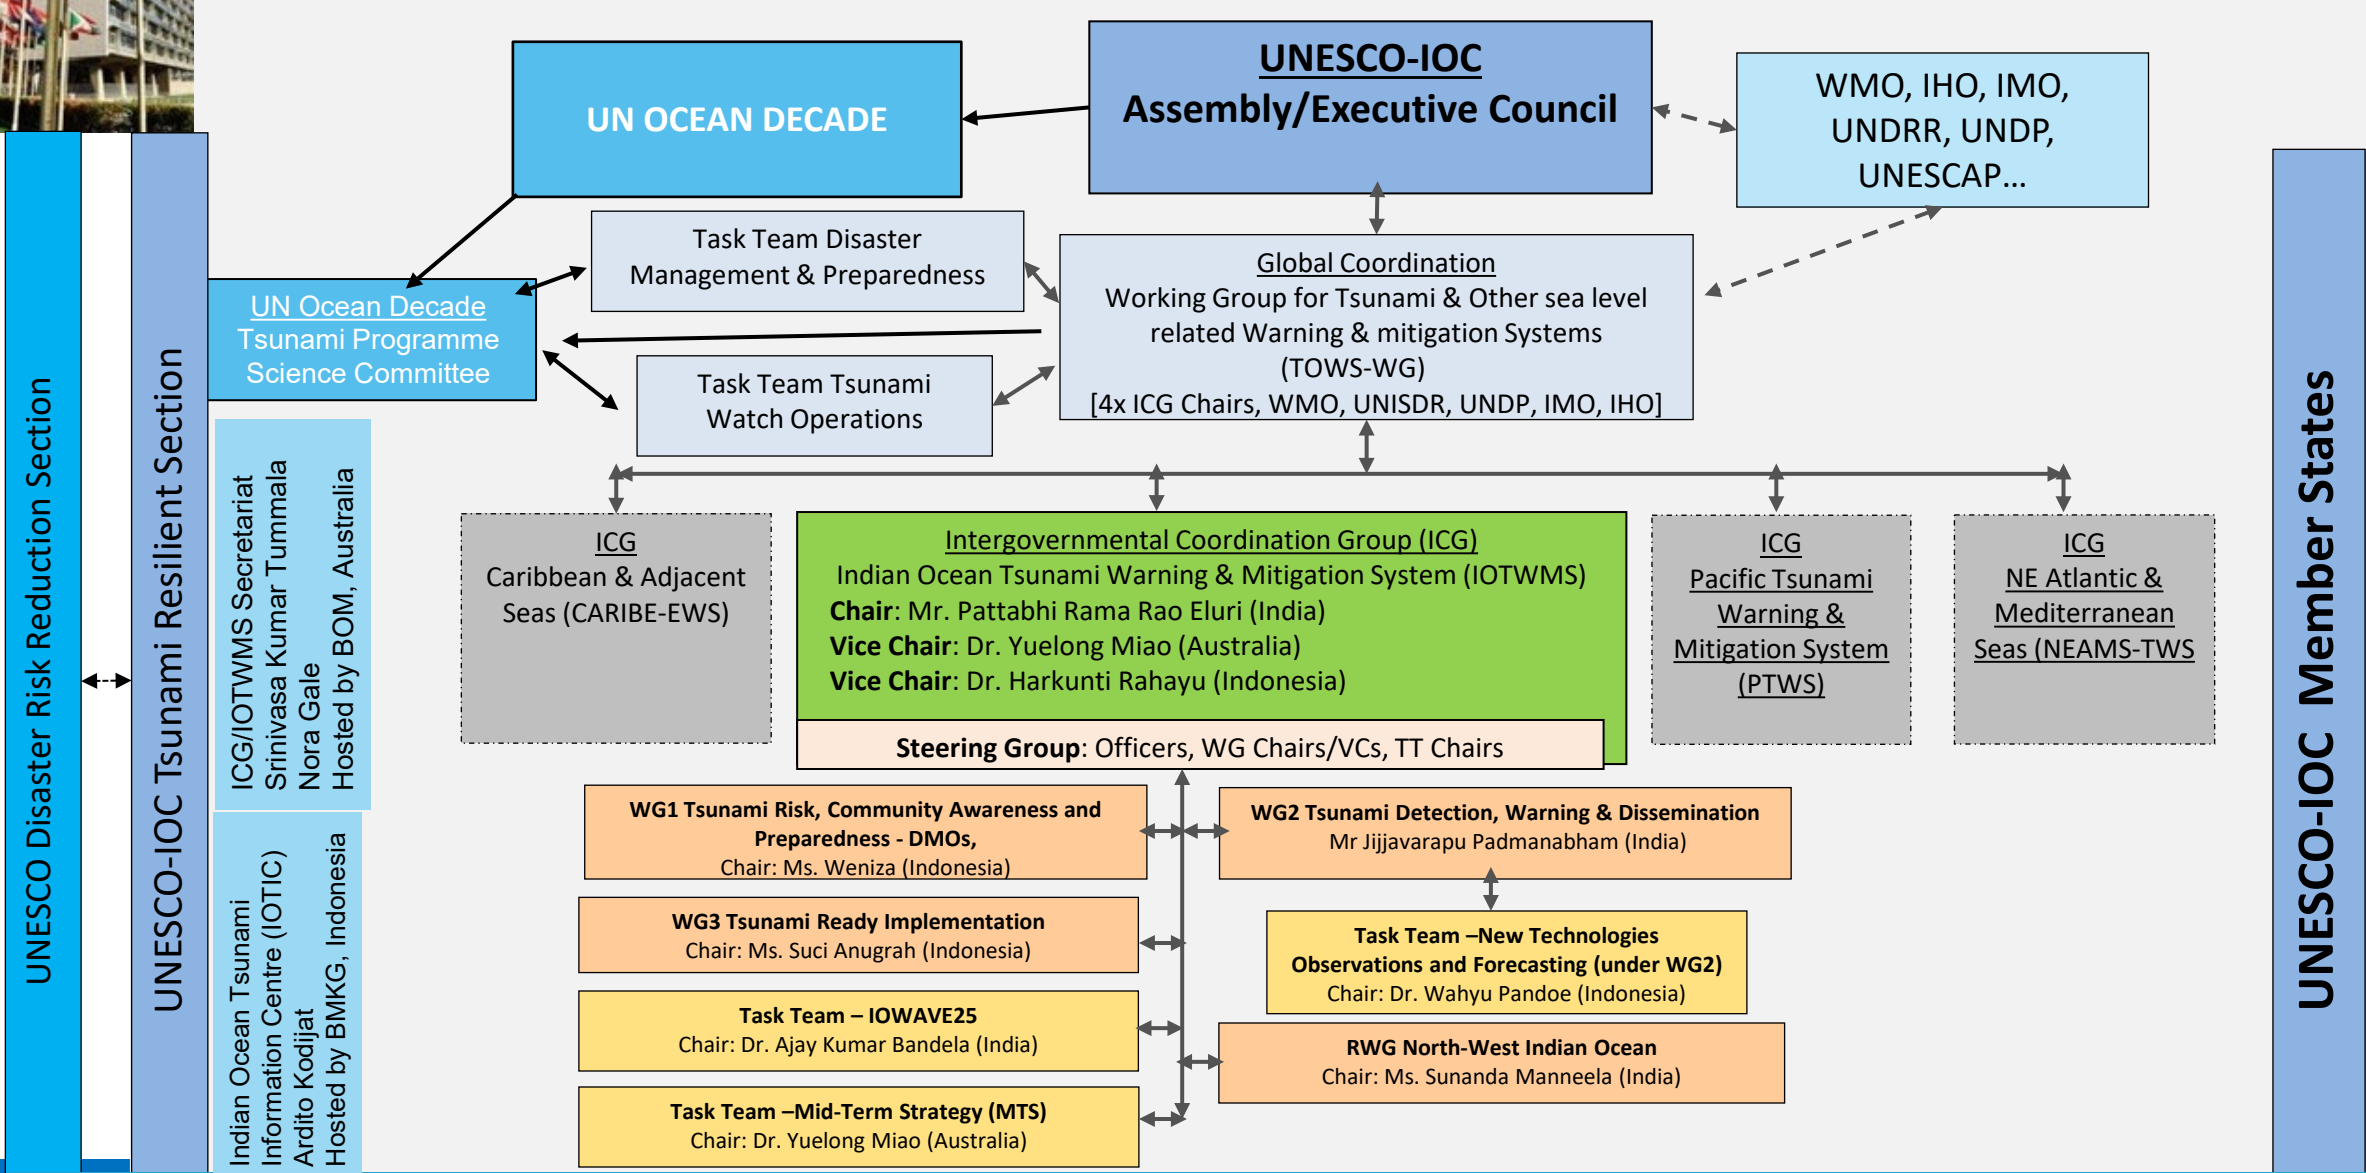 UNESCO-IOC
Assembly/Executive Council
UN OCEAN DECADE
WMO, IHO, IMO,
UNDRR, UNDP,
UNESCAP...
Task Team Disaster
Management & Preparedness
Global Coordination
Working Group for Tsunami & Other sea level
related Warning & mitigation Systems
(TOWS-WG)
[4x ICG Chairs, WMO, UNISDR, UNDP, IMO, IHO]
UN Ocean Decade
Tsunami Programme
Science Committee
Task Team Tsunami
Watch Operations
UNESCO Disaster Risk Reduction Section
UNESCO-IOC Tsunami Resilient Section
ICG/IOTWMS Secretariat
Srinivasa Kumar Tummala
Nora Gale
Hosted by BOM, Australia
Indian Ocean Tsunami
Information Centre (IOTIC)
Ardito Kodijat
Hosted by BMKG, Indonesia
ICG
Caribbean & Adjacent
Seas (CARIBE-EWS)
Intergovernmental Coordination Group (ICG)
Indian Ocean Tsunami Warning & Mitigation System (IOTWMS)
Chair: Mr. Pattabhi Rama Rao Eluri (India)
Vice Chair: Dr. Yuelong Miao (Australia)
Vice Chair: Dr. Harkunti Rahayu (Indonesia)
Steering Group: Officers, WG Chairs/VCs, TT Chairs
ICG
Pacific Tsunami
Warning &
Mitigation System
(PTWS)
ICG
NE Atlantic &
Mediterranean
Seas (NEAMS-TWS
WG1 Tsunami Risk, Community Awareness and
Preparedness - DMOs,
Chair: Ms. Weniza (Indonesia)
WG2 Tsunami Detection, Warning & Dissemination
Mr Jijjavarapu Padmanabham (India)
WG3 Tsunami Ready Implementation
Chair: Ms. Suci Anugrah (Indonesia)
Task Team –New Technologies
Observations and Forecasting (under WG2)
Chair: Dr. Wahyu Pandoe (Indonesia)
Task Team – IOWAVE25
Chair: Dr. Ajay Kumar Bandela (India)
RWG North-West Indian Ocean
Chair: Ms. Sunanda Manneela (India)
Task Team –Mid-Term Strategy (MTS)
Chair: Dr. Yuelong Miao (Australia)
UNESCO-IOC Member States